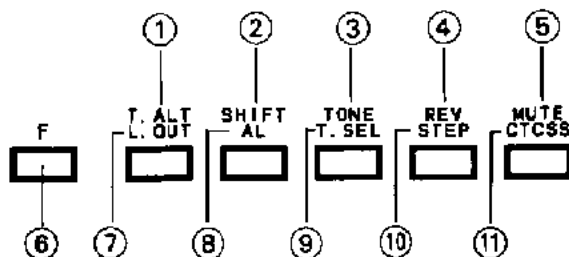 ① ② ③ ④ ⑤
F
T. ALT SHIFT TONE REV MUTE
L. OUT AL T. SEL STEP CTCSS
⑥ ⑦ ⑧ ⑨ ⑩ ⑪